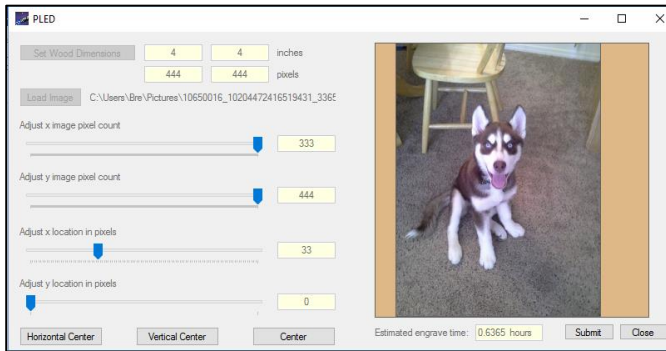 PLED
Set Wood Dimensions 4 4 inches
444 444 pixels
Load Image C:\Users\Bre\Pictures\10650016_10204472416519431_3365
Adjust x image pixel count
333
Adjust y image pixel count
444
Adjust x location in pixels
33
Adjust y location in pixels
0
Horizontal Center Vertical Center Center
Estimated engrave time: 0.6365 hours Submit Close